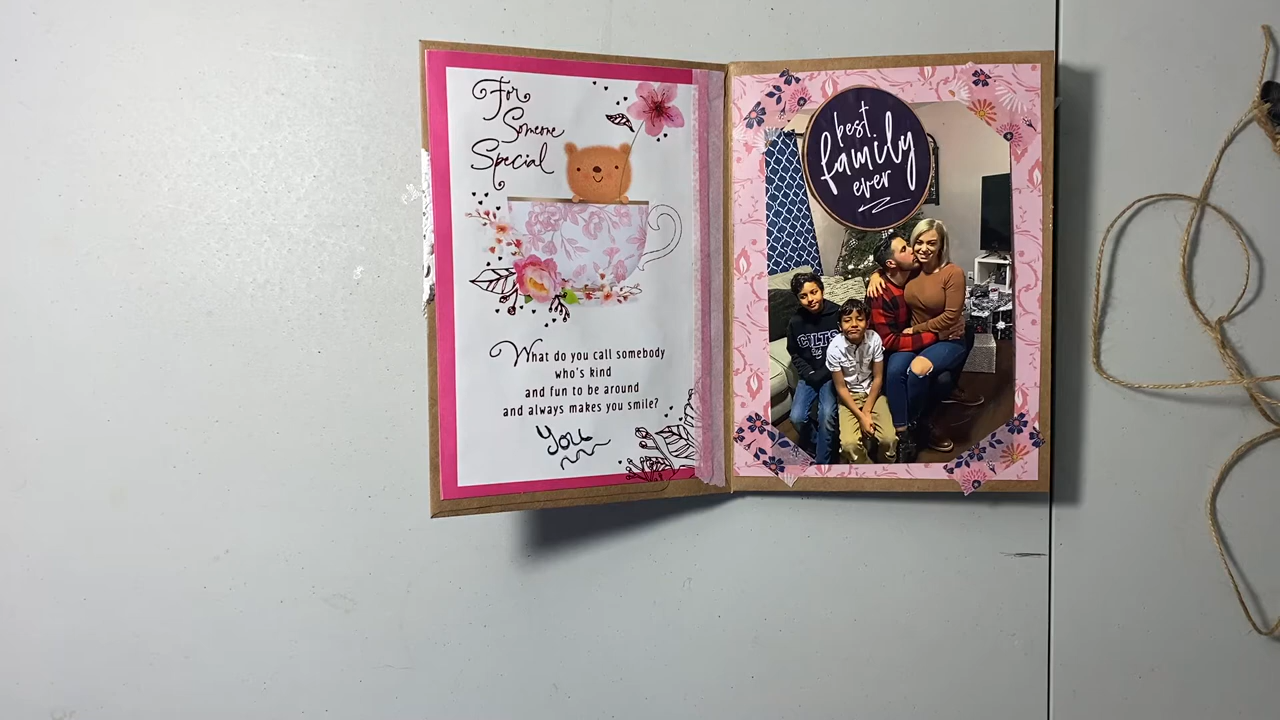 For
Someone
Special
What do you call somebody
who's kind
and fun to be around
and always makes you smile?
You
best
family
ever
COLTS